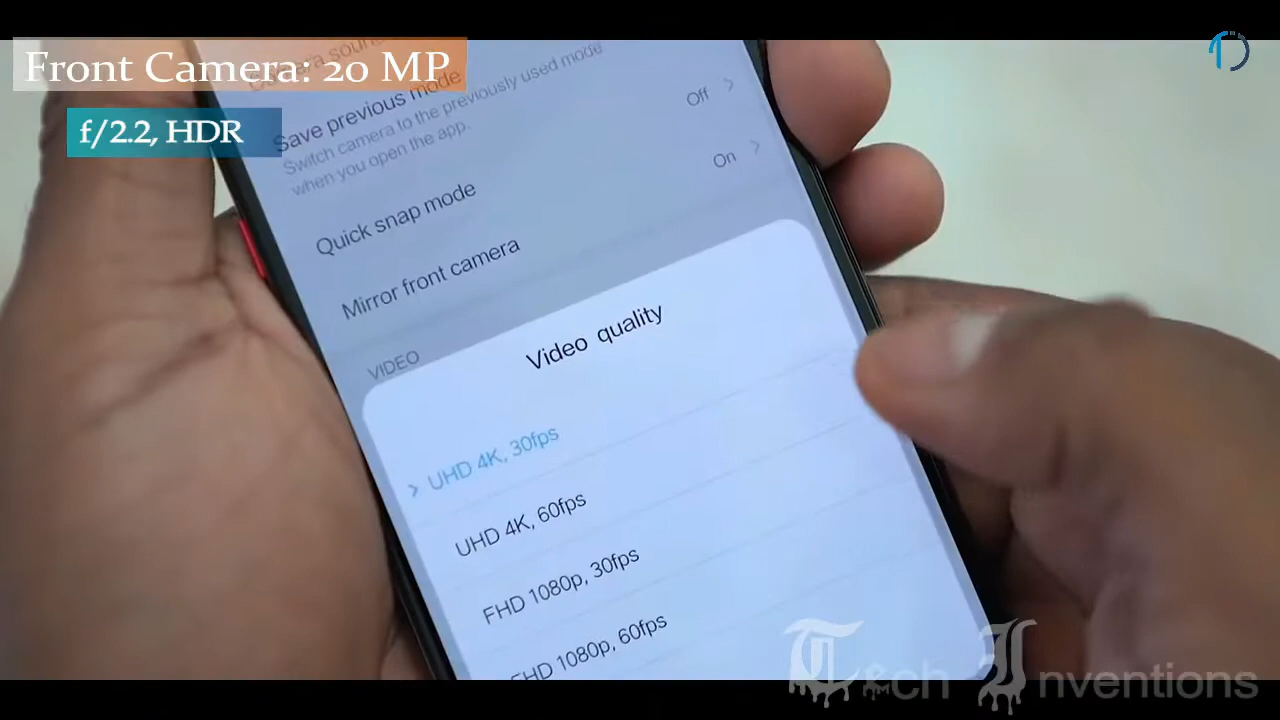 Front Camera: 20 MP
f/2.2, HDR
Camera sounds
Save previous mode
Switch camera to the previously used mode
when you open the app.
Off
Quick snap mode
On
Mirror front camera
VIDEO
Video quality
UHD 4K, 30fps
UHD 4K, 60fps
FHD 1080p, 30fps
FHD 1080p, 60fps
Tech Inventions